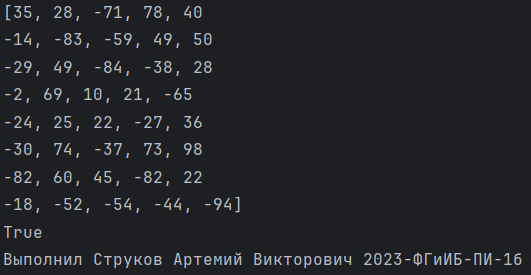 [35, 28, -71, 78, 40
-14, -83, -59, 49, 50
-29, 49, -84, -38, 28
-2, 69, 10, 21, -65
-24, 25, 22, -27, 36
-30, 74, -37, 73, 98
-82, 60, 45, -82, 22
-18, -52, -54, -44, -94]
True
Выполнил Струков Артемий Викторович 2023-ФГиИБ-ПИ-16